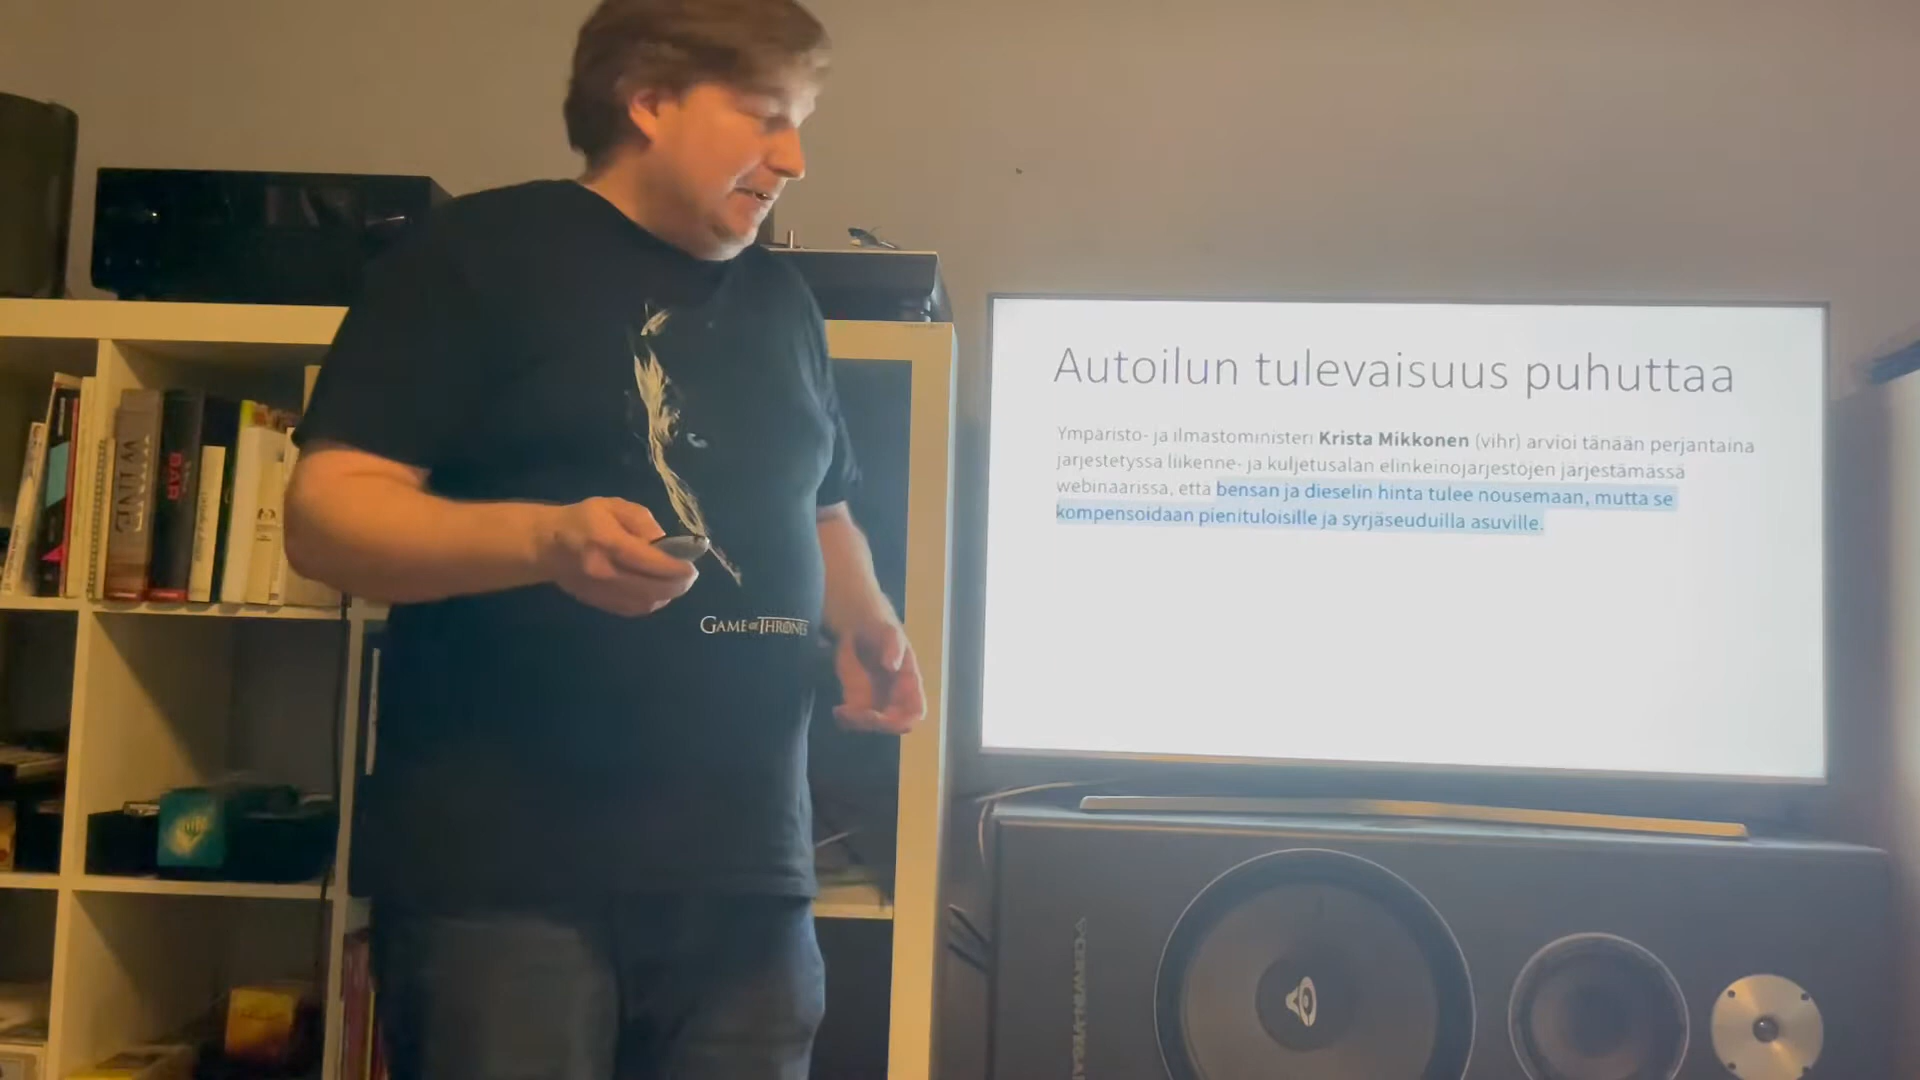 Autoilun tulevaisuus puhuttaa
Ympäristö- ja ilmastoministeri Krista Mikkonen (vihr) arvioi tänään perjantaina
järjestetyssä liikenne- ja kuljetusalan elinkeinojärjestöjen järjestämässä
webinaarissa, että bensan ja dieselin hinta tulee nousemaan, mutta se
kompensoidaan pienituloisille ja syrjäseuduilla asuville.
GAME OF THRONES
WINE
BAR